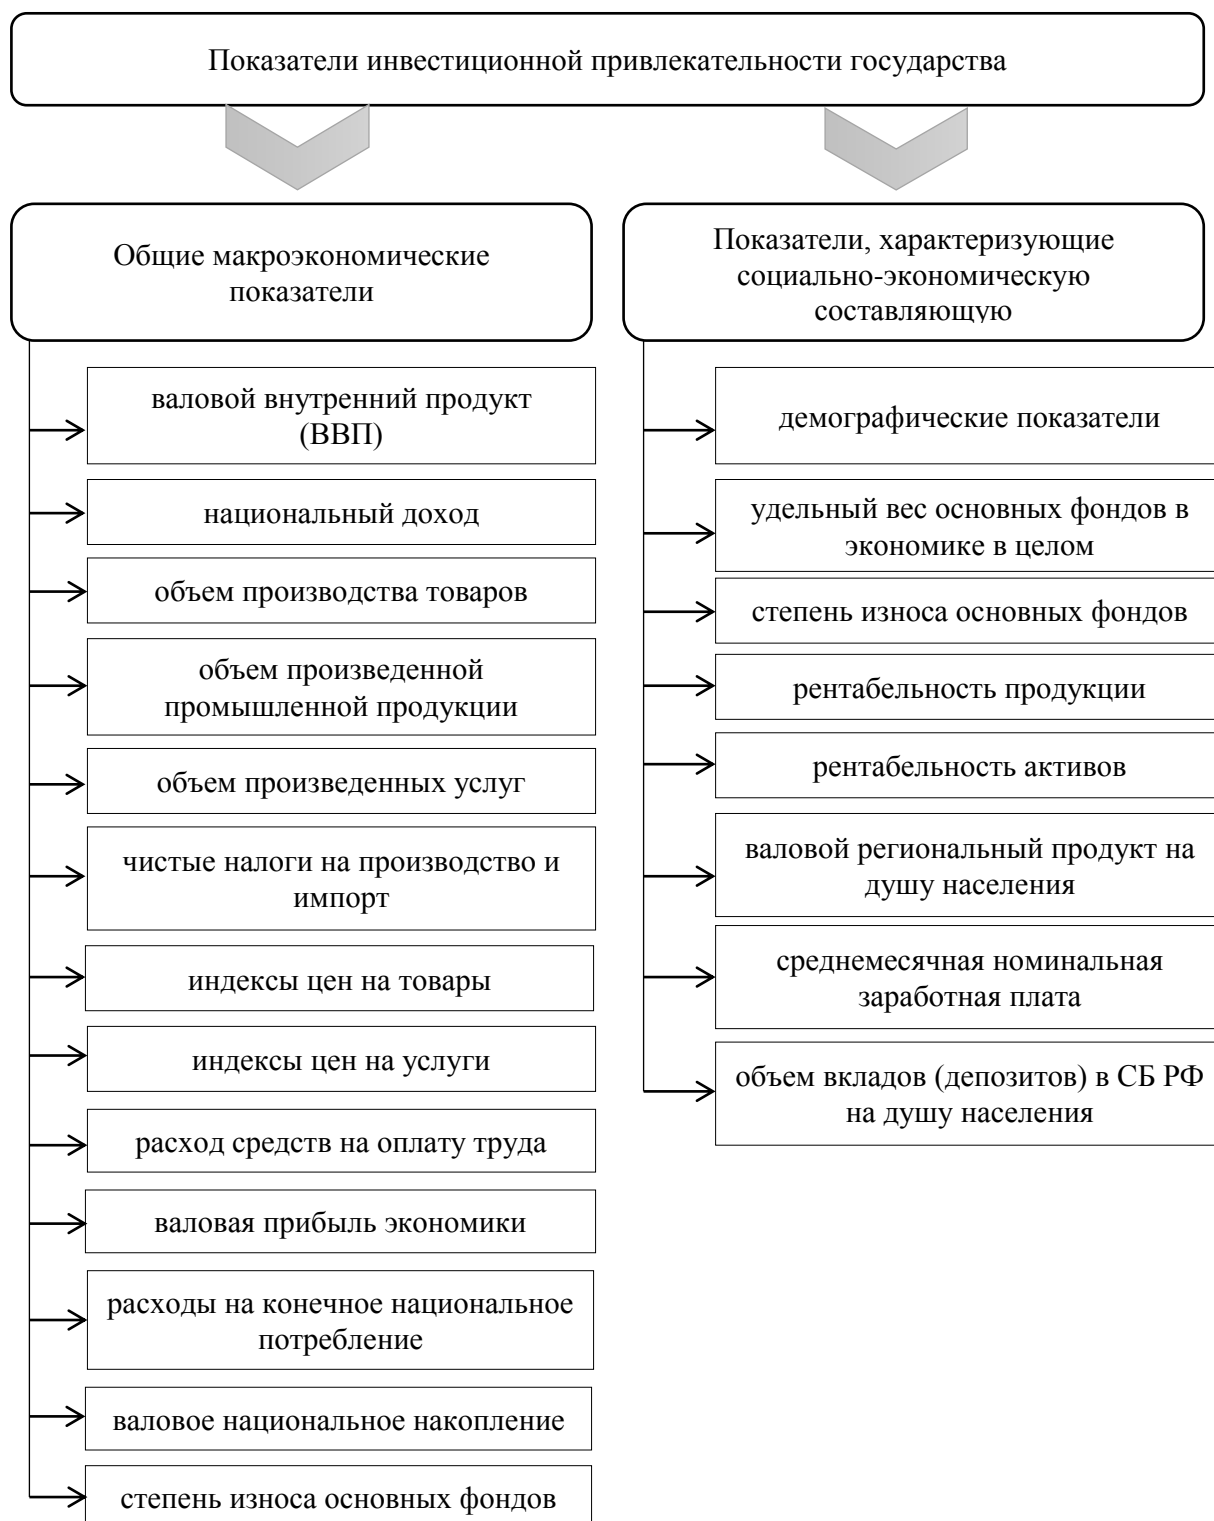 Показатели инвестиционной привлекательности государства
Общие макроэкономические
показатели
валовой внутренний продукт
(ВВП)
национальный доход
объем производства товаров
объем произведенной
промышленной продукции
объем произведенных услуг
чистые налоги на производство и
импорт
индексы цен на товары
индексы цен на услуги
расход средств на оплату труда
валовая прибыль экономики
расходы на конечное национальное
потребление
валовое национальное накопление
степень износа основных фондов
Показатели, характеризующие
социально-экономическую
составляющую
демографические показатели
удельный вес основных фондов в
экономике в целом
степень износа основных фондов
рентабельность продукции
рентабельность активов
валовой региональный продукт на
душу населения
среднемесячная номинальная
заработная плата
объем вкладов (депозитов) в СБ РФ
на душу населения